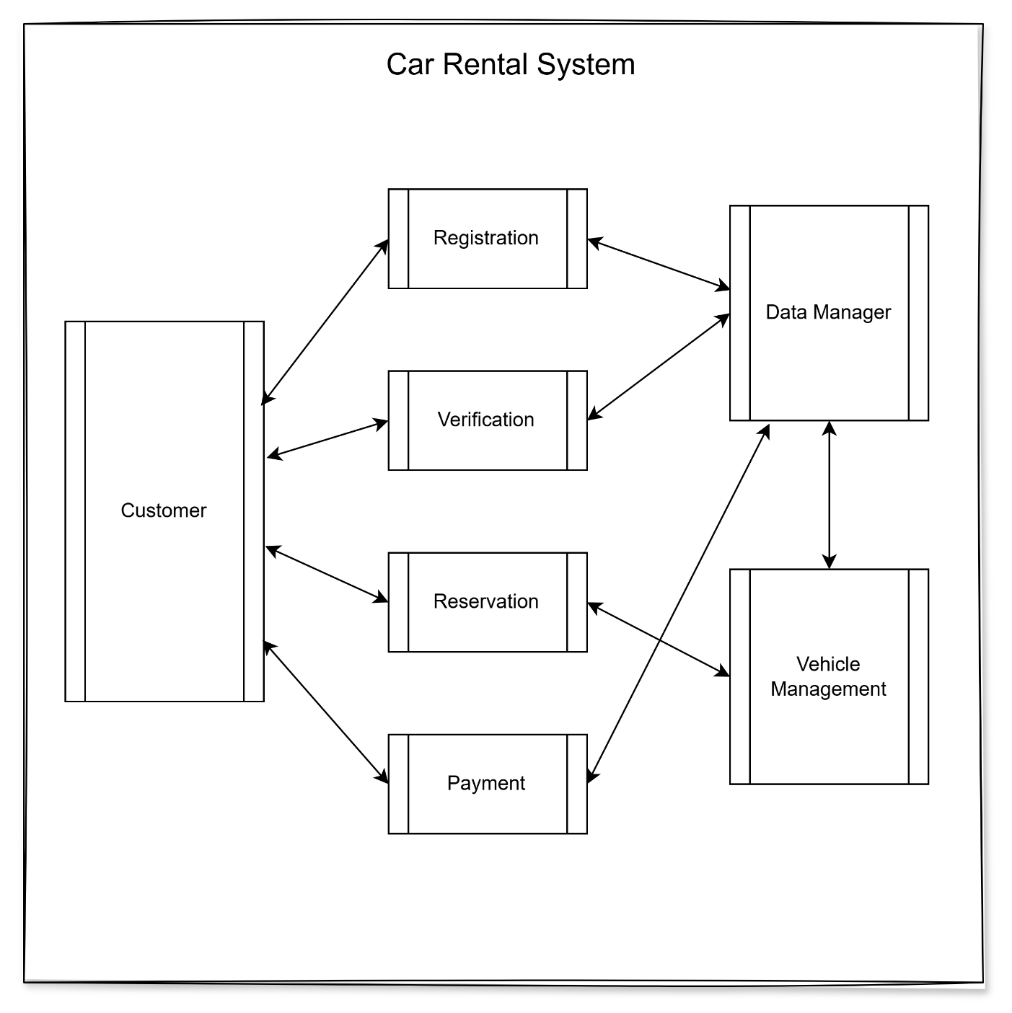 Car Rental System
Registration
Data Manager
Verification
Customer
Reservation
Vehicle
Management
Payment